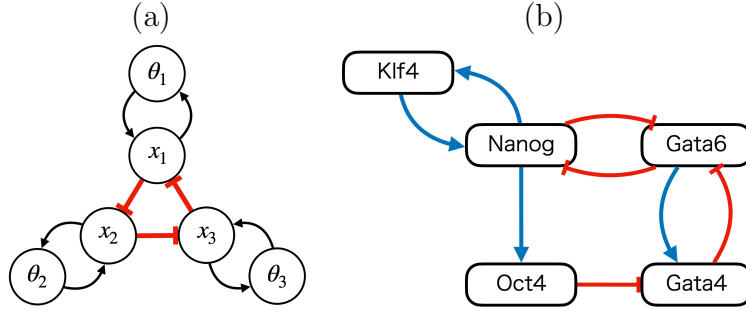 (a)
(b)
θ₁
x₁
x₂
x₃
θ₂
θ₃
Klf4
Nanog
Gata6
Oct4
Gata4